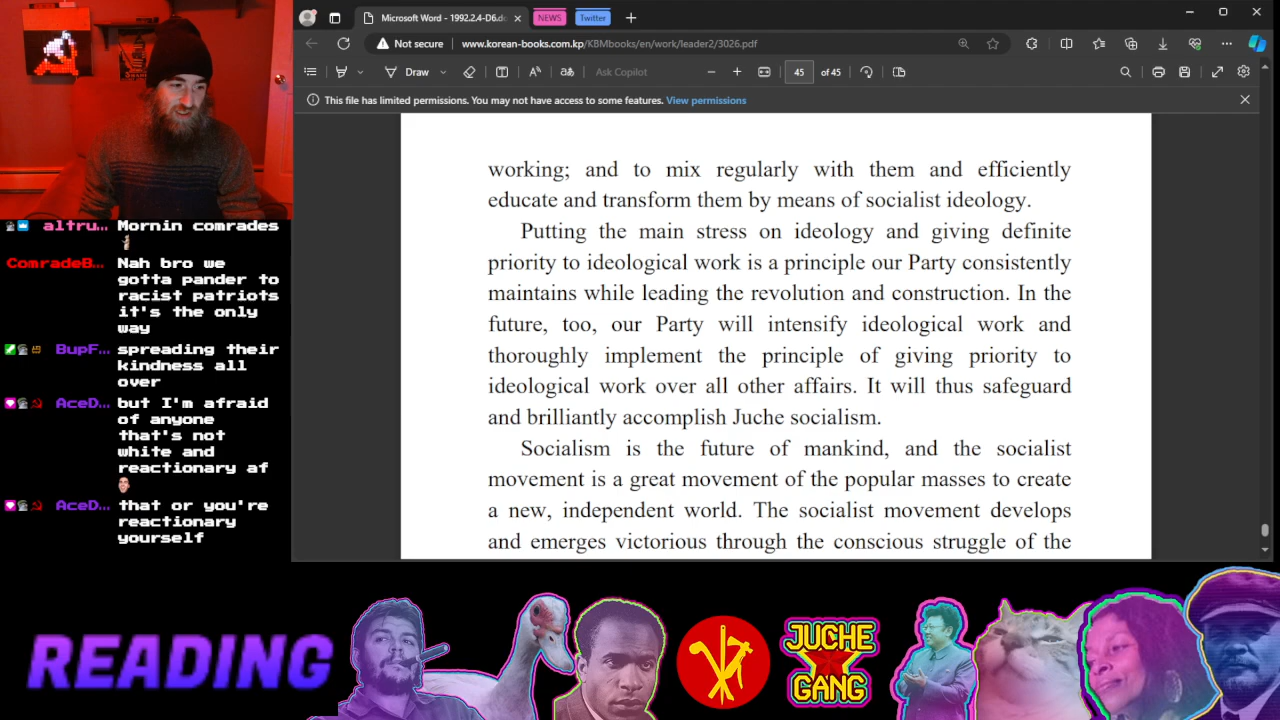 Microsoft Word - 1992.2.4-D6.do
NEWS
Twitter
Not secure
www.korean-books.com.kp/KBMbooks/en/work/leader2/3026.pdf
Draw
Ask Copilot
45
of 45
This file has limited permissions. You may not have access to some features. View permissions
working; and to mix regularly with them and efficiently
educate and transform them by means of socialist ideology.
Putting the main stress on ideology and giving definite
priority to ideological work is a principle our Party consistently
maintains while leading the revolution and construction. In the
future, too, our Party will intensify ideological work and
thoroughly implement the principle of giving priority to
ideological work over all other affairs. It will thus safeguard
and brilliantly accomplish Juche socialism.
Socialism is the future of mankind, and the socialist
movement is a great movement of the popular masses to create
a new, independent world. The socialist movement develops
and emerges victorious through the conscious struggle of the
altru... Mornin comrades
ComradeB... Nah bro we
gotta pander to
racist patriots
it's the only
way
BupF... spreading their
kindness all
over
AceD... but I'm afraid
of anyone
that's not
white and
reactionary af
AceD... that or you're
reactionary
yourself
READING
JUCHE
GANG